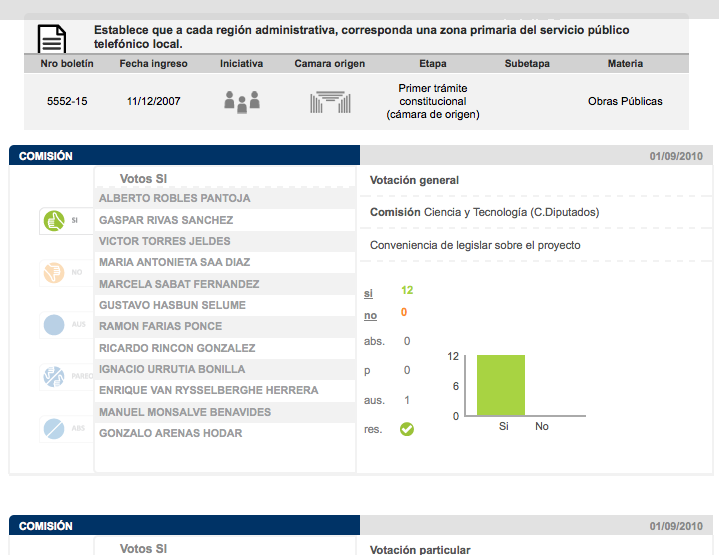 Establece que a cada región administrativa, corresponda una zona primaria del servicio público
telefónico local.
Nro boletín Fecha ingreso Iniciativa Camara origen Etapa Subetapa Materia
5552-15 11/12/2007 Primer trámite
constitucional
(cámara de origen) Obras Públicas
COMISIÓN 01/09/2010
Votos SI
ALBERTO ROBLES PANTOJA
GASPAR RIVAS SANCHEZ
VICTOR TORRES JELDES
MARIA ANTONIETA SAA DIAZ
MARCELA SABAT FERNANDEZ
GUSTAVO HASBUN SELUME
RAMON FARIAS PONCE
RICARDO RINCON GONZALEZ
IGNACIO URRUTIA BONILLA
ENRIQUE VAN RYSSELBERGHE HERRERA
MANUEL MONSALVE BENAVIDES
GONZALO ARENAS HODAR
SI
NO
AUS
PAREO
ABS
Votación general
Comisión Ciencia y Tecnología (C.Diputados)
Conveniencia de legislar sobre el proyecto
si 12
no 0
abs. 0
p 0
aus. 1
res.
12
6
0
Si No
COMISIÓN 01/09/2010
Votos SI
Votación particular